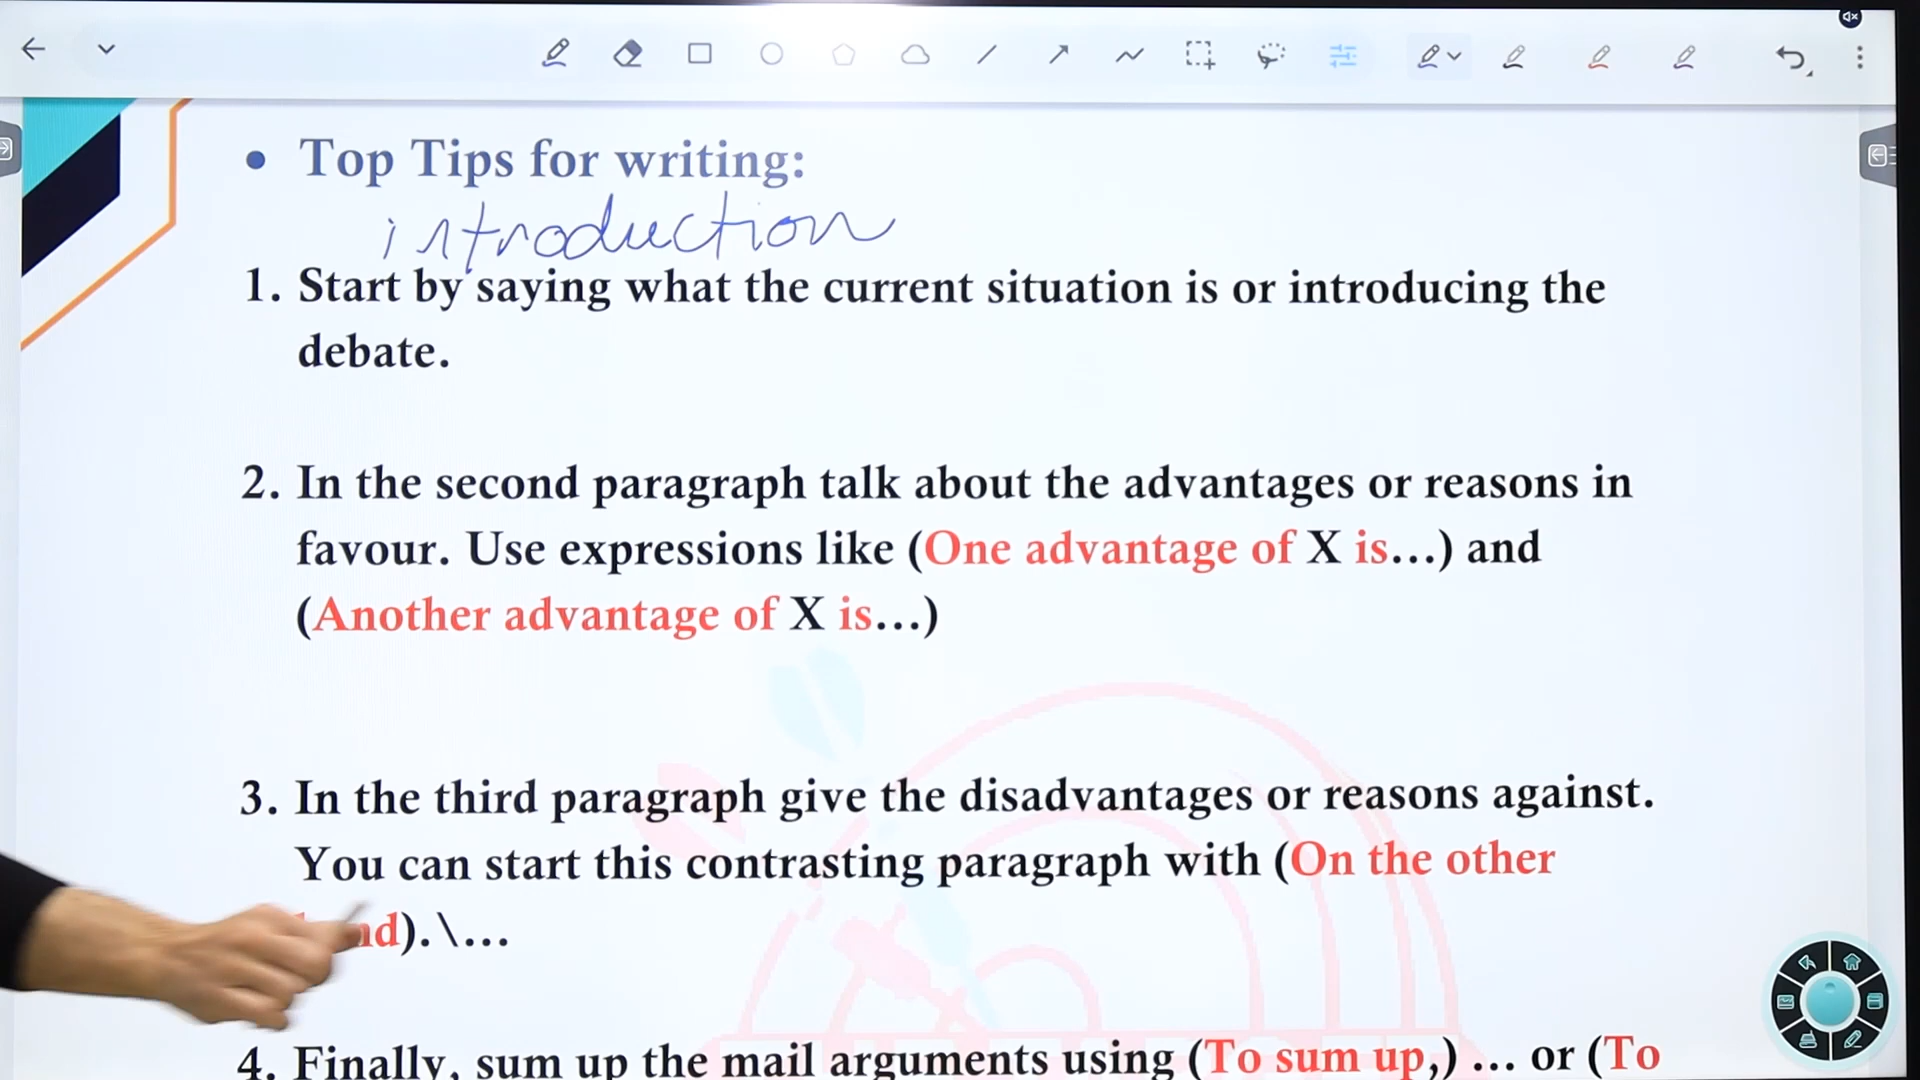 • Top Tips for writing:
introduction
1. Start by saying what the current situation is or introducing the
debate.
2. In the second paragraph talk about the advantages or reasons in
favour. Use expressions like (One advantage of X is...) and
(Another advantage of X is...)
3. In the third paragraph give the disadvantages or reasons against.
You can start this contrasting paragraph with (On the other
nd).\...
4. Finally, sum up the mail arguments using (To sum up,) ... or (To